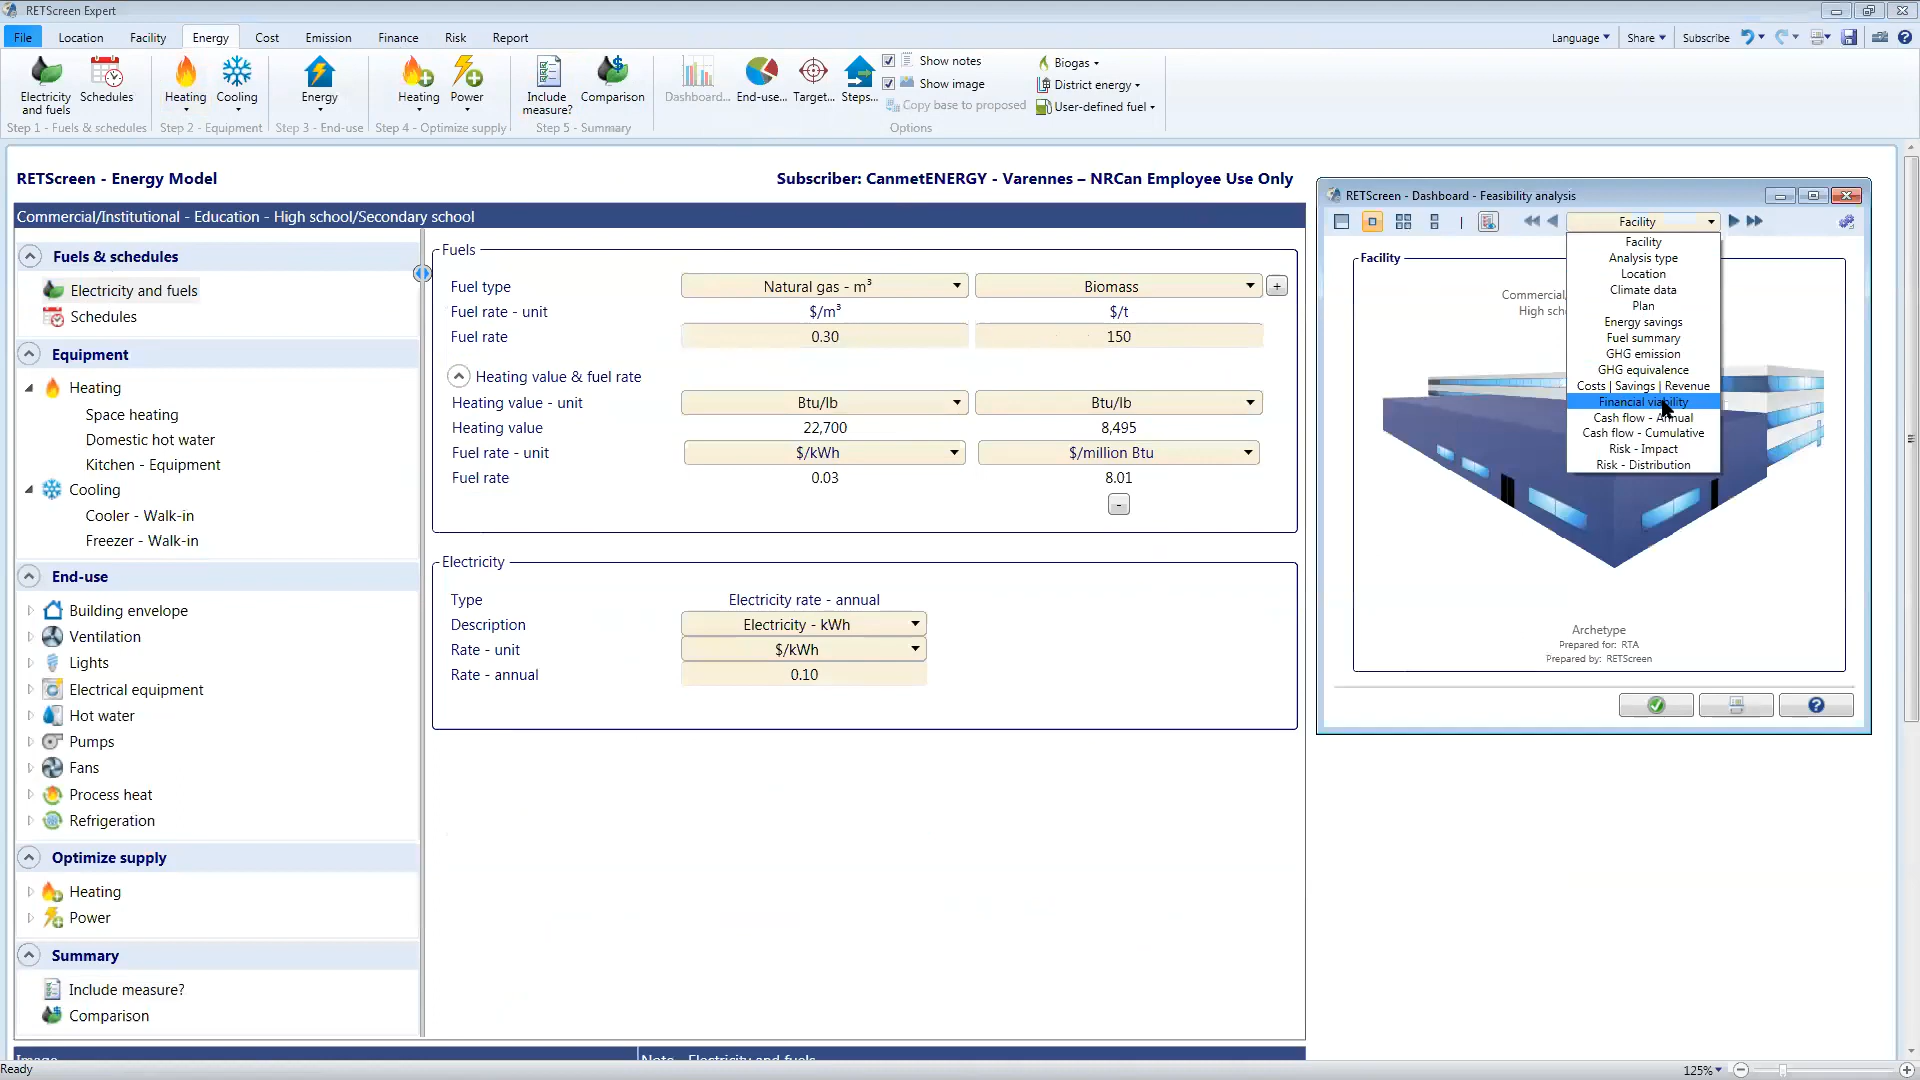 RETScreen Expert
File Location Facility Energy Cost Emission Finance Risk Report Language Share Subscribe
Electricity and fuels Schedules Heating Cooling Energy Heating Power Include measure? Comparison Dashboard... End-use... Target... Steps...
Show notes
Show image
Copy base to proposed
Biogas
District energy
User-defined fuel
Step 1 - Fuels & schedules Step 2 - Equipment Step 3 - End-use Step 4 - Optimize supply Step 5 - Summary Options
RETScreen - Energy Model
Subscriber: CanmetENERGY - Varennes – NRCan Employee Use Only
Commercial/Institutional - Education - High school/Secondary school
Fuels & schedules
Electricity and fuels
Schedules
Equipment
Heating
Space heating
Domestic hot water
Kitchen - Equipment
Cooling
Cooler - Walk-in
Freezer - Walk-in
End-use
Building envelope
Ventilation
Lights
Electrical equipment
Hot water
Pumps
Fans
Process heat
Refrigeration
Optimize supply
Heating
Power
Summary
Include measure?
Comparison
Fuels
Fuel type Natural gas - m³ Biomass +
Fuel rate - unit $/m³ $/t
Fuel rate 0.30 150
Heating value & fuel rate
Heating value - unit Btu/lb Btu/lb
Heating value 22,700 8,495
Fuel rate - unit $/kWh $/million Btu
Fuel rate 0.03 8.01
-
Electricity
Type Electricity rate - annual
Description Electricity - kWh
Rate - unit $/kWh
Rate - annual 0.10
RETScreen - Dashboard - Feasibility analysis
Facility
Facility
Commercial,
High sch
Facility
Analysis type
Location
Climate data
Plan
Energy savings
Fuel summary
GHG emission
GHG equivalence
Costs | Savings | Revenue
Financial viability
Cash flow - Annual
Cash flow - Cumulative
Risk - Impact
Risk - Distribution
Archetype
Prepared for: RTA
Prepared by: RETScreen
Image Note - Electricity and fuels
Ready 125%